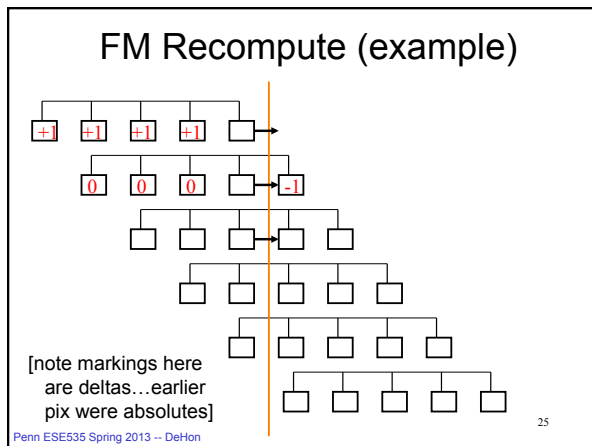 FM Recompute (example)
+1 +1 +1 +1
0 0 0 -1
[note markings here
are deltas…earlier
pix were absolutes]
25
Penn ESE535 Spring 2013 -- DeHon